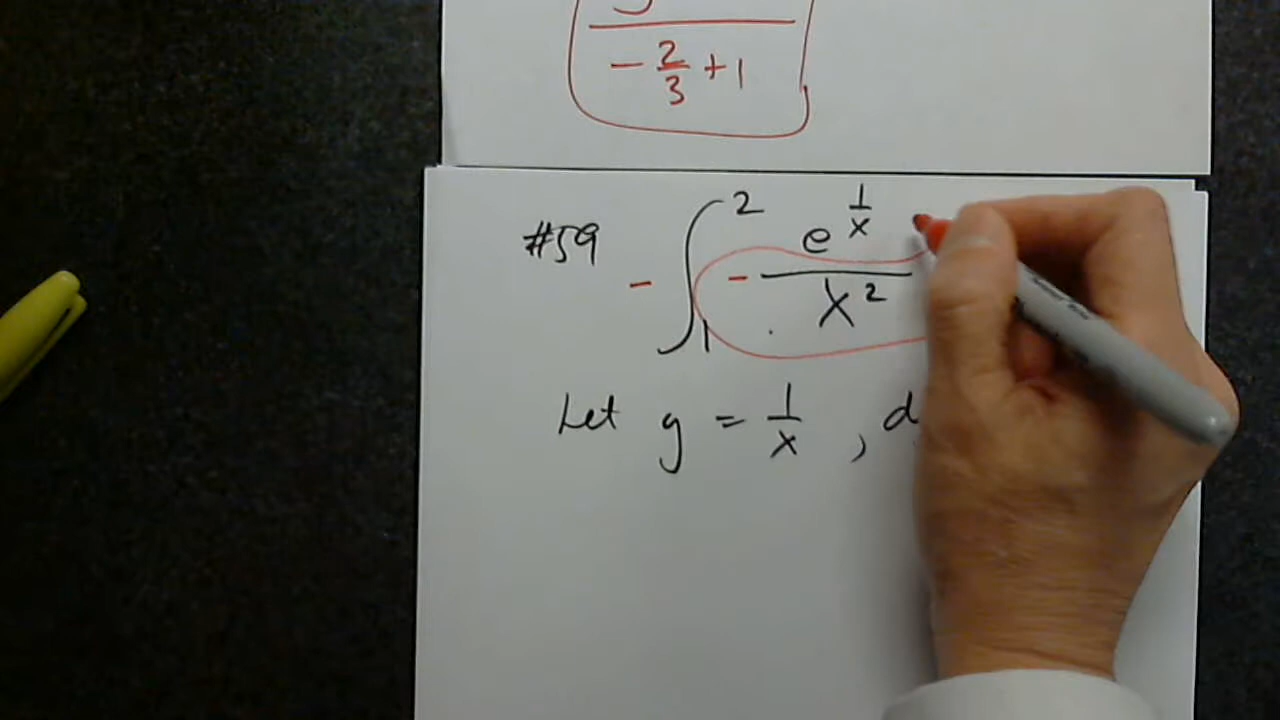 - 2/3 + 1
#59 - ∫₁² - e^(1/x) / x²
Let y = 1/x , d